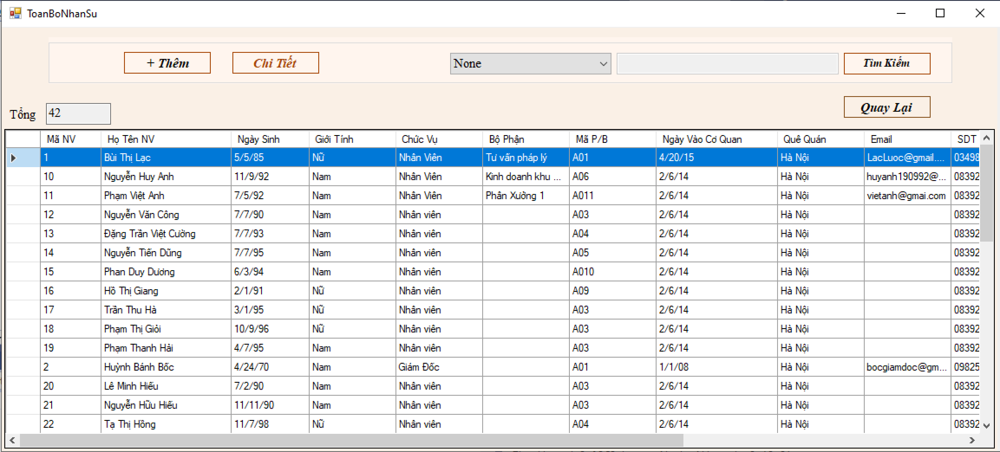 ToanBoNhanSu
+ Thêm Chi Tiết None Tìm Kiếm
Quay Lại
Tổng 42
Mã NV Họ Tên NV Ngày Sinh Giới Tính Chức Vụ Bộ Phận Mã P/B Ngày Vào Cơ Quan Quê Quán Email SDT
1 Bùi Thị Lạc 5/5/85 Nữ Nhân Viên Tư vấn pháp lý A01 4/20/15 Hà Nội LacLuoc@gmail.... 03498
10 Nguyễn Huy Anh 11/9/92 Nam Nhân Viên Kinh doanh khu ... A06 2/6/14 Hà Nội huyanh190992@... 08392
11 Phạm Việt Anh 7/5/92 Nam Nhân Viên Phân Xưởng 1 A011 2/6/14 Hà Nội vietanh@gmai.com 08392
12 Nguyễn Văn Công 7/7/90 Nam Nhân viên A03 2/6/14 Hà Nội 08392
13 Đặng Trần Việt Cường 7/7/93 Nam Nhân viên A04 2/6/14 Hà Nội 08392
14 Nguyễn Tiến Dũng 7/7/95 Nam Nhân viên A05 2/6/14 Hà Nội 08392
15 Phan Duy Dương 6/3/94 Nam Nhân viên A010 2/6/14 Hà Nội 08392
16 Hồ Thị Giang 2/1/91 Nữ Nhân viên A09 2/6/14 Hà Nội 08392
17 Trần Thu Hà 3/1/95 Nữ Nhân viên A03 2/6/14 Hà Nội 08392
18 Phạm Thị Giỏi 10/9/96 Nữ Nhân viên A03 2/6/14 Hà Nội 08392
19 Phạm Thanh Hải 4/7/95 Nam Nhân viên A03 2/6/14 Hà Nội 08392
2 Huỳnh Bánh Bốc 4/24/70 Nam Giám Đốc A01 1/1/08 Hà Nội bocgiamdoc@gm... 09825
20 Lê Minh Hiếu 7/2/90 Nam Nhân viên A03 2/6/14 Hà Nội 08392
21 Nguyễn Hữu Hiếu 11/11/90 Nam Nhân viên A03 2/6/14 Hà Nội 08392
22 Tạ Thị Hồng 11/7/98 Nữ Nhân viên A04 2/6/14 Hà Nội 08392